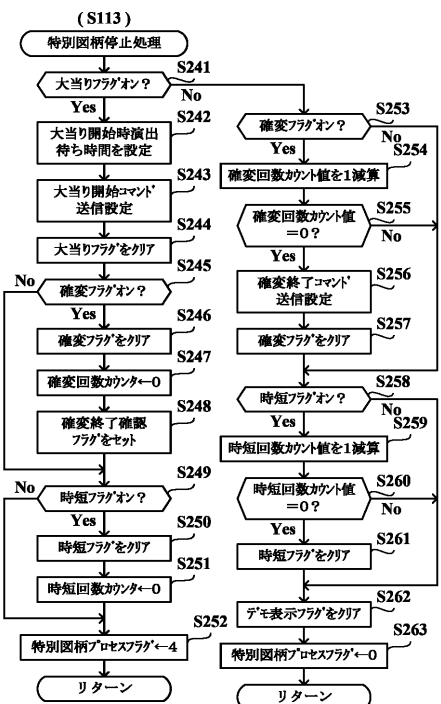 (S113)
特別図柄停止処理
S241
大当りフラグオン?
Yes
No
S242
大当り開始時演出
待ち時間を設定
S243
大当り開始コマンド
送信設定
S244
大当りフラグをクリア
S245
No
確変フラグオン?
Yes
S246
確変フラグをクリア
S247
確変回数カウンタ←0
S248
確変終了確認
フラグをセット
S249
No
時短フラグオン?
Yes
S250
時短フラグをクリア
S251
時短回数カウンタ←0
S252
特別図柄プロセスフラグ←4
リターン
S253
確変フラグオン?
Yes
No
S254
確変回数カウント値を1減算
S255
確変回数カウント値
=0?
Yes
No
S256
確変終了コマンド
送信設定
S257
確変フラグをクリア
S258
時短フラグオン?
Yes
No
S259
時短回数カウント値を1減算
S260
時短回数カウント値
=0?
Yes
No
S261
時短フラグをクリア
S262
デモ表示フラグをクリア
S263
特別図柄プロセスフラグ←0
リターン